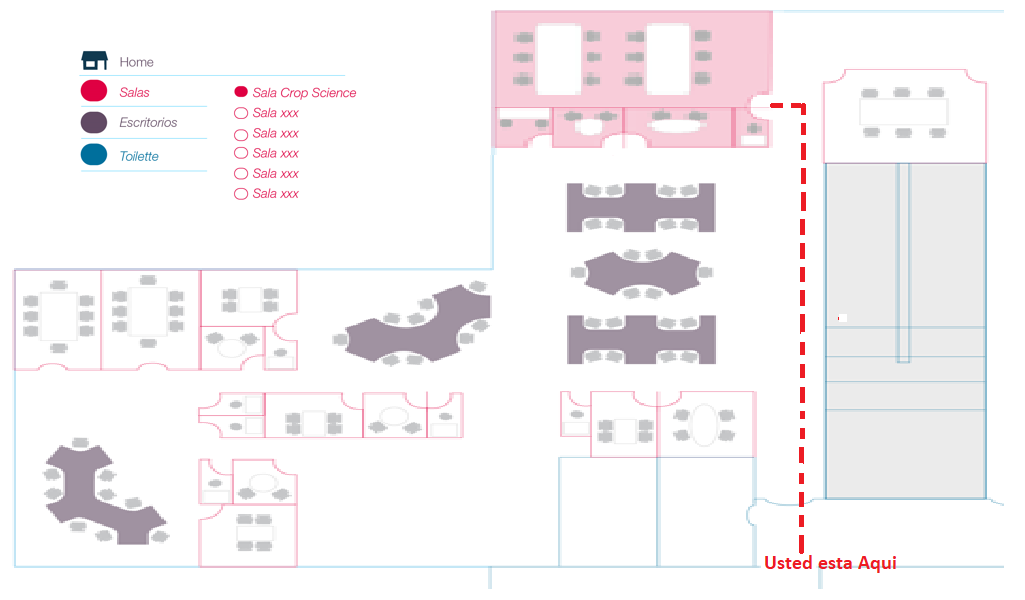 Home
Salas
Escritorios
Toilette
Sala Crop Science
Sala xxx
Sala xxx
Sala xxx
Sala xxx
Sala xxx
Usted esta Aqui